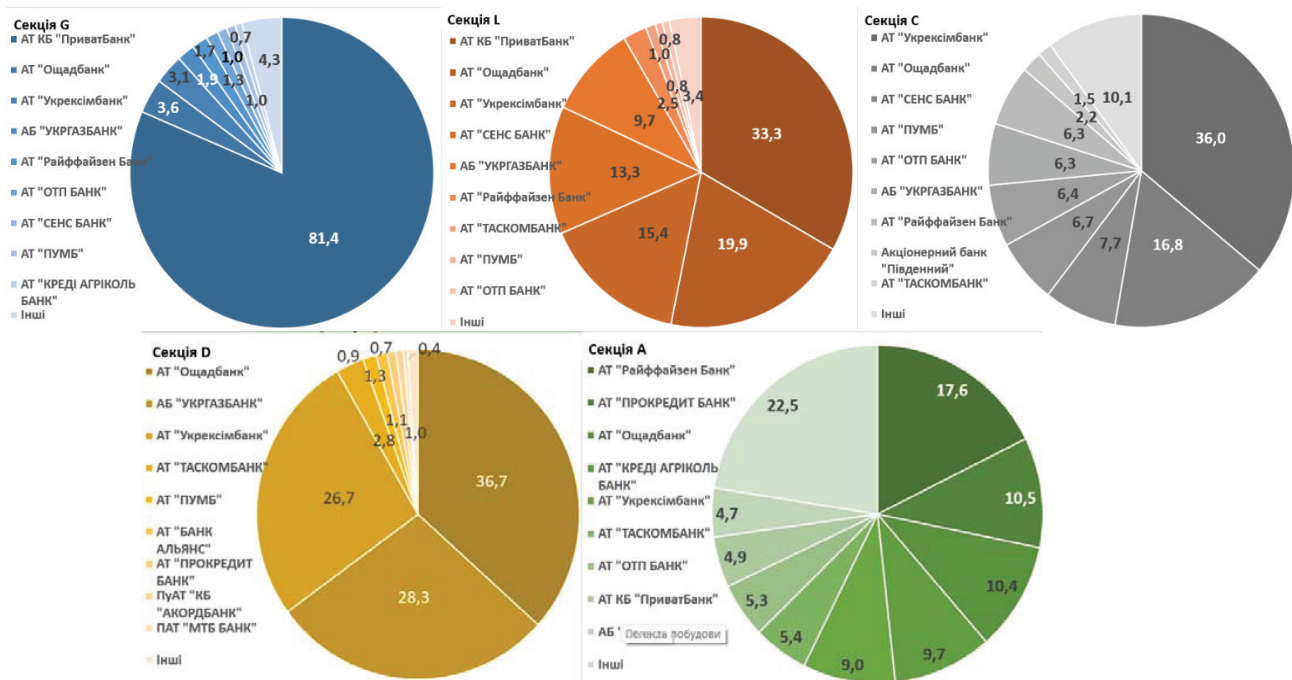 Секція G
АТ КБ "ПриватБанк"
АТ "Ощадбанк"
АТ "Укрексімбанк"
АБ "УКРГАЗБАНК"
АТ "Райффайзен Банк"
АТ "ОТП БАНК"
АТ "СЕНС БАНК"
АТ "ПУМБ"
АТ "КРЕДІ АГРІКОЛЬ
БАНК"
Інші
81,4
3,6
3,1
1,9
1,7
1,3
1,0
1,0
0,7
4,3
Секція L
АТ КБ "ПриватБанк"
АТ "Ощадбанк"
АТ "Укрексімбанк"
АТ "СЕНС БАНК"
АБ "УКРГАЗБАНК"
АТ "Райффайзен Банк"
АТ "ТАСКОМБАНК"
АТ "ПУМБ"
АТ "ОТП БАНК"
Інші
33,3
19,9
15,4
13,3
9,7
2,5
1,0
0,8
0,8
3,4
Секція C
АТ "Укрексімбанк"
АТ "Ощадбанк"
АТ "СЕНС БАНК"
АТ "ПУМБ"
АТ "ОТП БАНК"
АБ "УКРГАЗБАНК"
АТ "Райффайзен Банк"
Акціонерний банк
"Південний"
АТ "ТАСКОМБАНК"
Інші
36,0
16,8
7,7
6,7
6,4
6,3
6,3
2,2
1,5
10,1
Секція D
АТ "Ощадбанк"
АБ "УКРГАЗБАНК"
АТ "Укрексімбанк"
АТ "ТАСКОМБАНК"
АТ "ПУМБ"
АТ "БАНК
АЛЬЯНС"
АТ "ПРОКРЕДИТ
БАНК"
ПуАТ "КБ
"АКОРДБАНК"
ПАТ "МТБ БАНК"
Інші
36,7
28,3
26,7
2,8
1,3
0,9
1,1
0,7
1,0
0,4
Секція A
АТ "Райффайзен Банк"
АТ "ПРОКРЕДИТ БАНК"
АТ "Ощадбанк"
АТ "КРЕДІ АГРІКОЛЬ
БАНК"
АТ "Укрексімбанк"
АТ "ТАСКОМБАНК"
АТ "ОТП БАНК"
АТ КБ "ПриватБанк"
АБ "
Легенда побудови
Інші
17,6
10,5
10,4
9,7
9,0
5,4
5,3
4,9
4,7
22,5